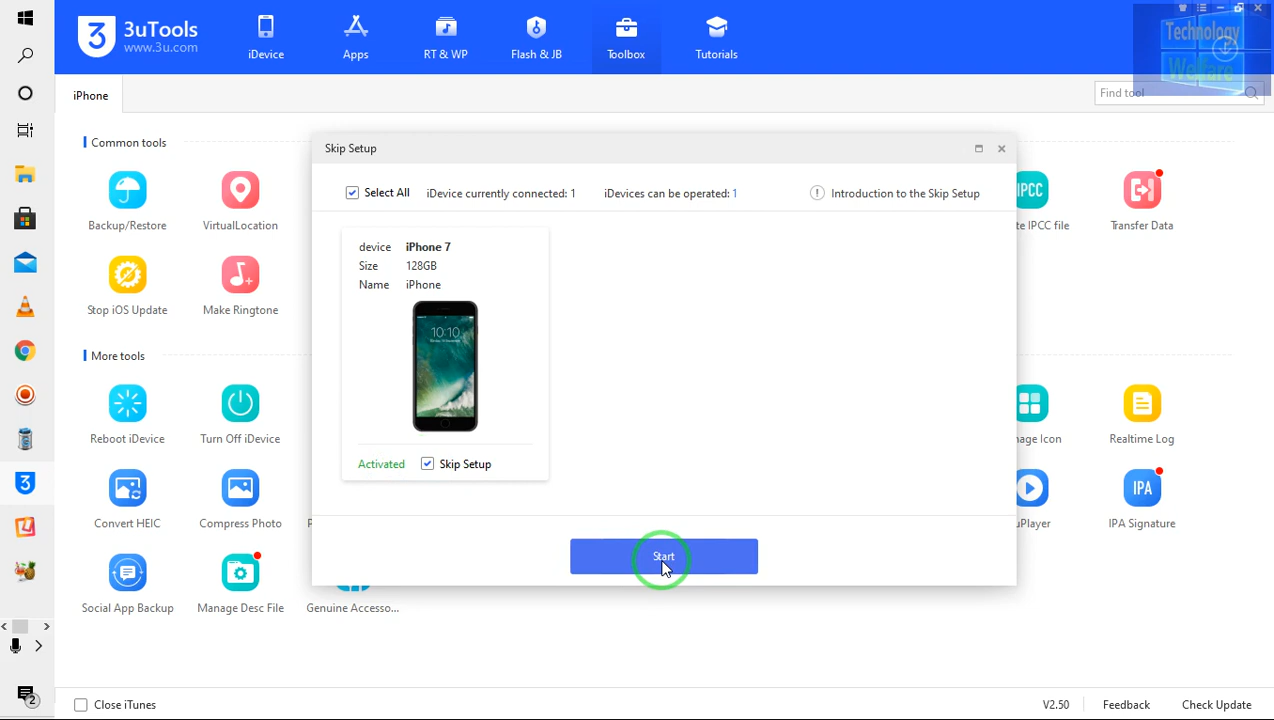 3uTools
www.3u.com
iDevice
Apps
RT & WP
Flash & JB
Toolbox
Tutorials
Technology
Welfare
iPhone
Find tool
Common tools
Skip Setup
Select All
iDevice currently connected: 1
iDevices can be operated: 1
Introduction to the Skip Setup
Backup/Restore
VirtualLocation
IPCC
te IPCC file
Transfer Data
device iPhone 7
Size 128GB
Name iPhone
10:10
Stop iOS Update
Make Ringtone
More tools
Reboot iDevice
Turn Off iDevice
nage Icon
Realtime Log
Activated
Skip Setup
IPA
Convert HEIC
Compress Photo
P
uPlayer
IPA Signature
Start
Social App Backup
Manage Desc File
Genuine Accesso...
2
Close iTunes
V2.50
Feedback
Check Update